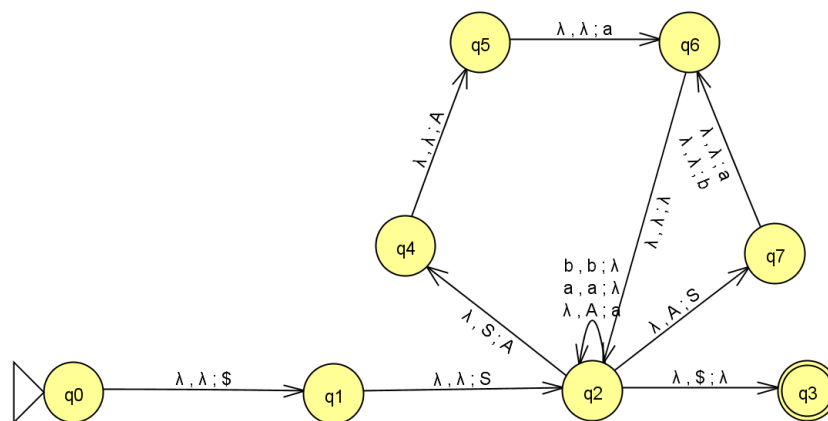 q5
λ , λ ; a
q6
λ , λ ; A
λ , λ ; a
λ , λ ; b
λ , λ ; λ
q4
q7
b , b ; λ
a , a ; λ
λ , A ; a
λ , S ; A
λ , A ; S
q0
λ , λ ; $
q1
λ , λ ; S
q2
λ , $ ; λ
q3